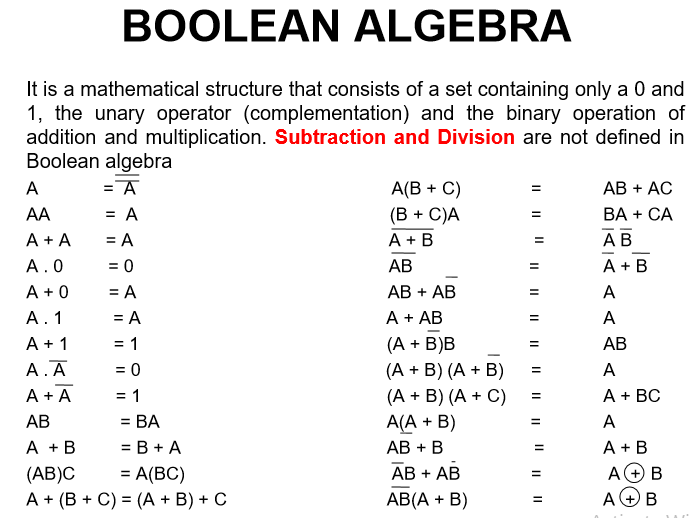 BOOLEAN ALGEBRA
It is a mathematical structure that consists of a set containing only a 0 and
1, the unary operator (complementation) and the binary operation of
addition and multiplication. Subtraction and Division are not defined in
Boolean algebra
A = A̿ A(B + C) = AB + AC
AA = A (B + C)A = BA + CA
A + A = A A̅ ̅+̅ ̅B̅ = A̅ B̅
A . 0 = 0 A̅B̅ = A̅ + B̅
A + 0 = A AB + AB̅ = A
A . 1 = A A + AB = A
A + 1 = 1 (A + B̅)B = AB
A . A̅ = 0 (A + B) (A + B̅) = A
A + A̅ = 1 (A + B) (A + C) = A + BC
AB = BA A(A + B) = A
A + B = B + A AB̅ + B = A + B
(AB)C = A(BC) A̅B + AB̅ = A ⊕ B
A + (B + C) = (A + B) + C A̅B̅(A + B) = A ⊕ B